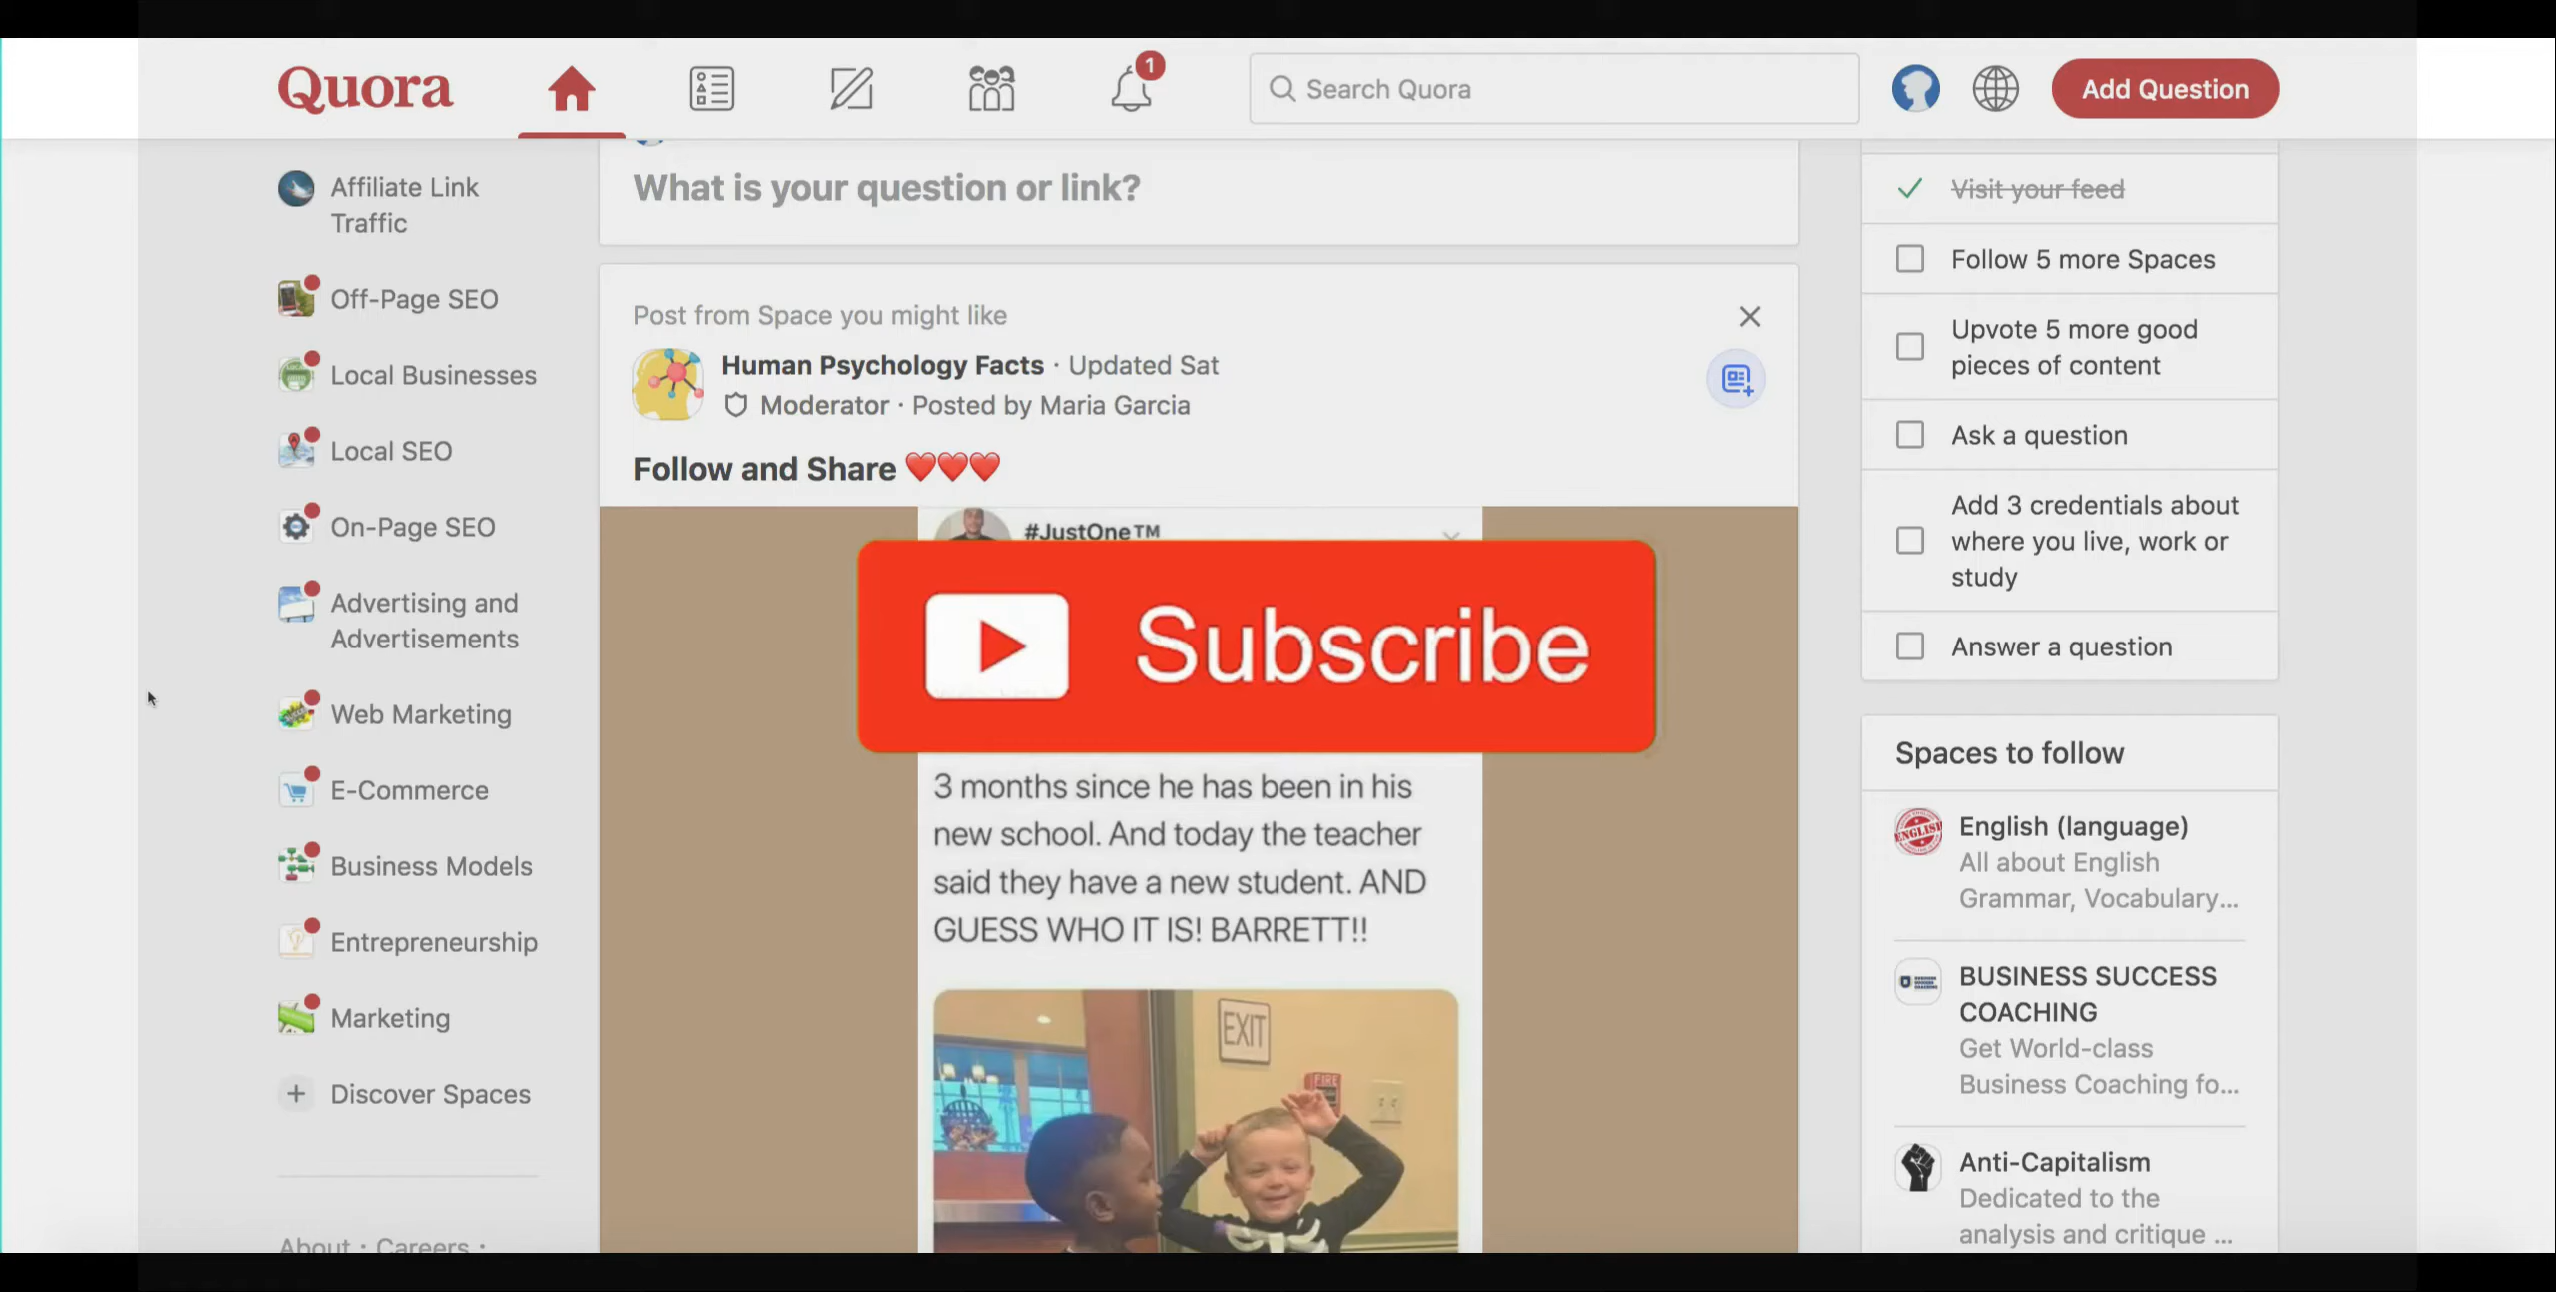 Quora
1
Search Quora
Add Question
Affiliate Link
Traffic
Off-Page SEO
Local Businesses
Local SEO
On-Page SEO
Advertising and
Advertisements
Web Marketing
E-Commerce
Business Models
Entrepreneurship
Marketing
+ Discover Spaces
About · Careers ·
What is your question or link?
Post from Space you might like
Human Psychology Facts · Updated Sat
Moderator · Posted by Maria Garcia
Follow and Share ❤️❤️❤️
#JustOne™
Subscribe
3 months since he has been in his
new school. And today the teacher
said they have a new student. AND
GUESS WHO IT IS! BARRETT!!
EXIT
FIRE
Visit your feed
Follow 5 more Spaces
Upvote 5 more good
pieces of content
Ask a question
Add 3 credentials about
where you live, work or
study
Answer a question
Spaces to follow
ENGLISH
English (language)
All about English
Grammar, Vocabulary...
BUSINESS SUCCESS
COACHING
Get World-class
Business Coaching fo...
Anti-Capitalism
Dedicated to the
analysis and critique ...